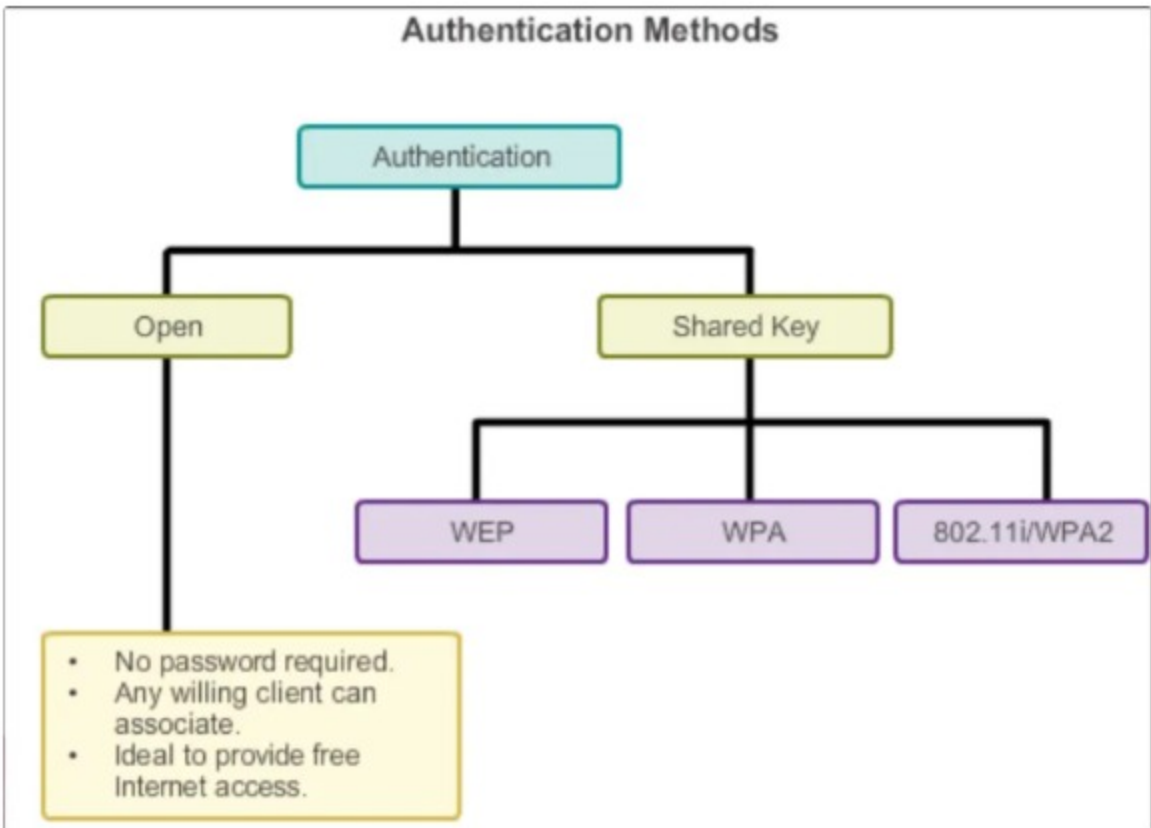 Authentication Methods
Authentication
Open
Shared Key
WEP
WPA
802.11i/WPA2
• No password required.
• Any willing client can
associate.
• Ideal to provide free
Internet access.